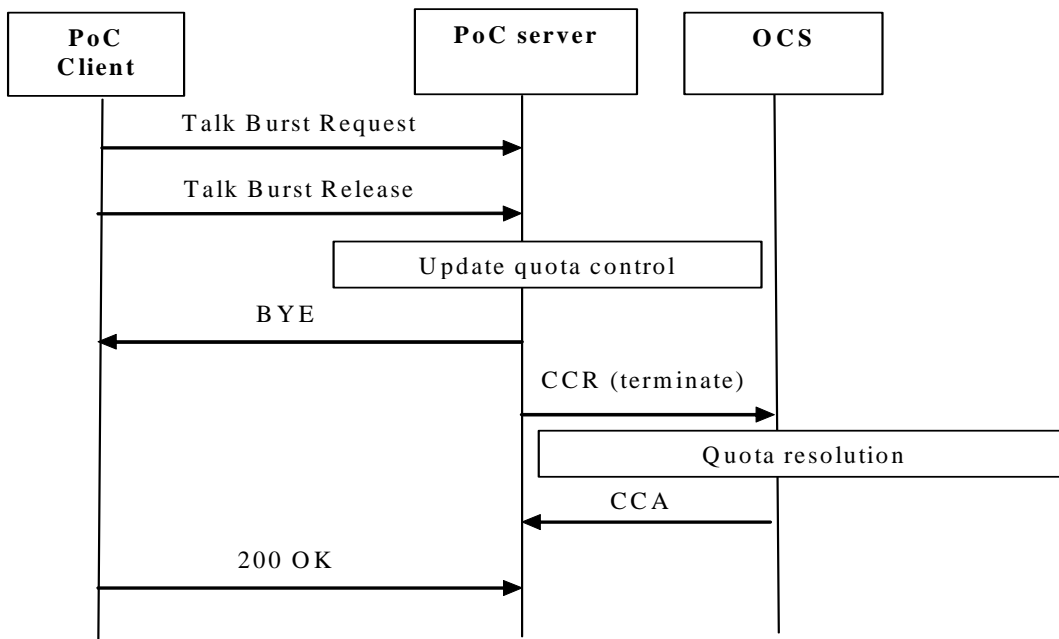 PoC
Client
PoC server
OCS
Talk Burst Request
Talk Burst Release
Update quota control
BYE
CCR (terminate)
Quota resolution
CCA
200 OK